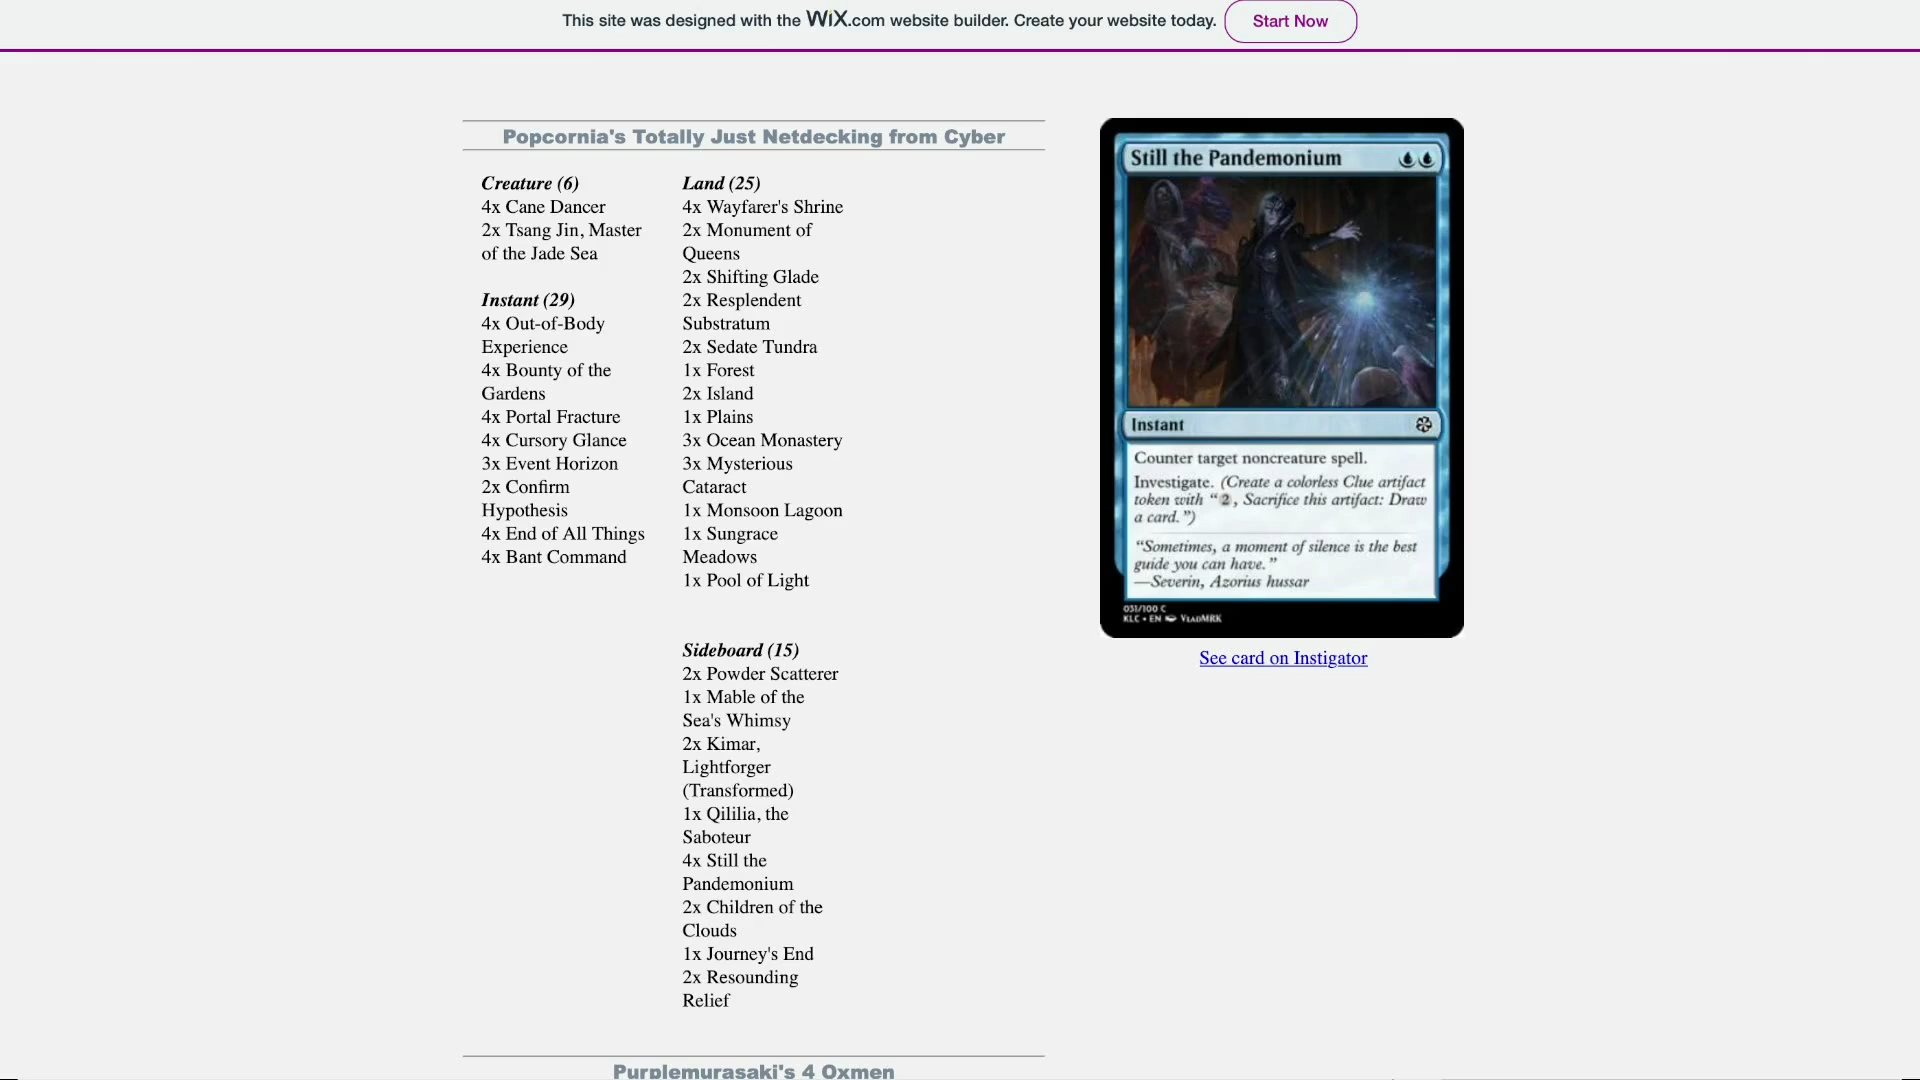 This site was designed with the WiX.com website builder. Create your website today.
Start Now
Popcornia's Totally Just Netdecking from Cyber
Creature (6)
4x Cane Dancer
2x Tsang Jin, Master
of the Jade Sea
Instant (29)
4x Out-of-Body
Experience
4x Bounty of the
Gardens
4x Portal Fracture
4x Cursory Glance
3x Event Horizon
2x Confirm
Hypothesis
4x End of All Things
4x Bant Command
Land (25)
4x Wayfarer's Shrine
2x Monument of
Queens
2x Shifting Glade
2x Resplendent
Substratum
2x Sedate Tundra
1x Forest
2x Island
1x Plains
3x Ocean Monastery
3x Mysterious
Cataract
1x Monsoon Lagoon
1x Sungrace
Meadows
1x Pool of Light
Sideboard (15)
2x Powder Scatterer
1x Mable of the
Sea's Whimsy
2x Kimar,
Lightforger
(Transformed)
1x Qililia, the
Saboteur
4x Still the
Pandemonium
2x Children of the
Clouds
1x Journey's End
2x Resounding
Relief
Still the Pandemonium
Instant
Counter target noncreature spell.
Investigate. (Create a colorless Clue artifact
token with “2, Sacrifice this artifact: Draw
a card.”)
“Sometimes, a moment of silence is the best
guide you can have.”
—Severin, Azorius hussar
031/100 C
KLC • EN VladMRK
See card on Instigator
Purplemurasaki's 4 Oxmen